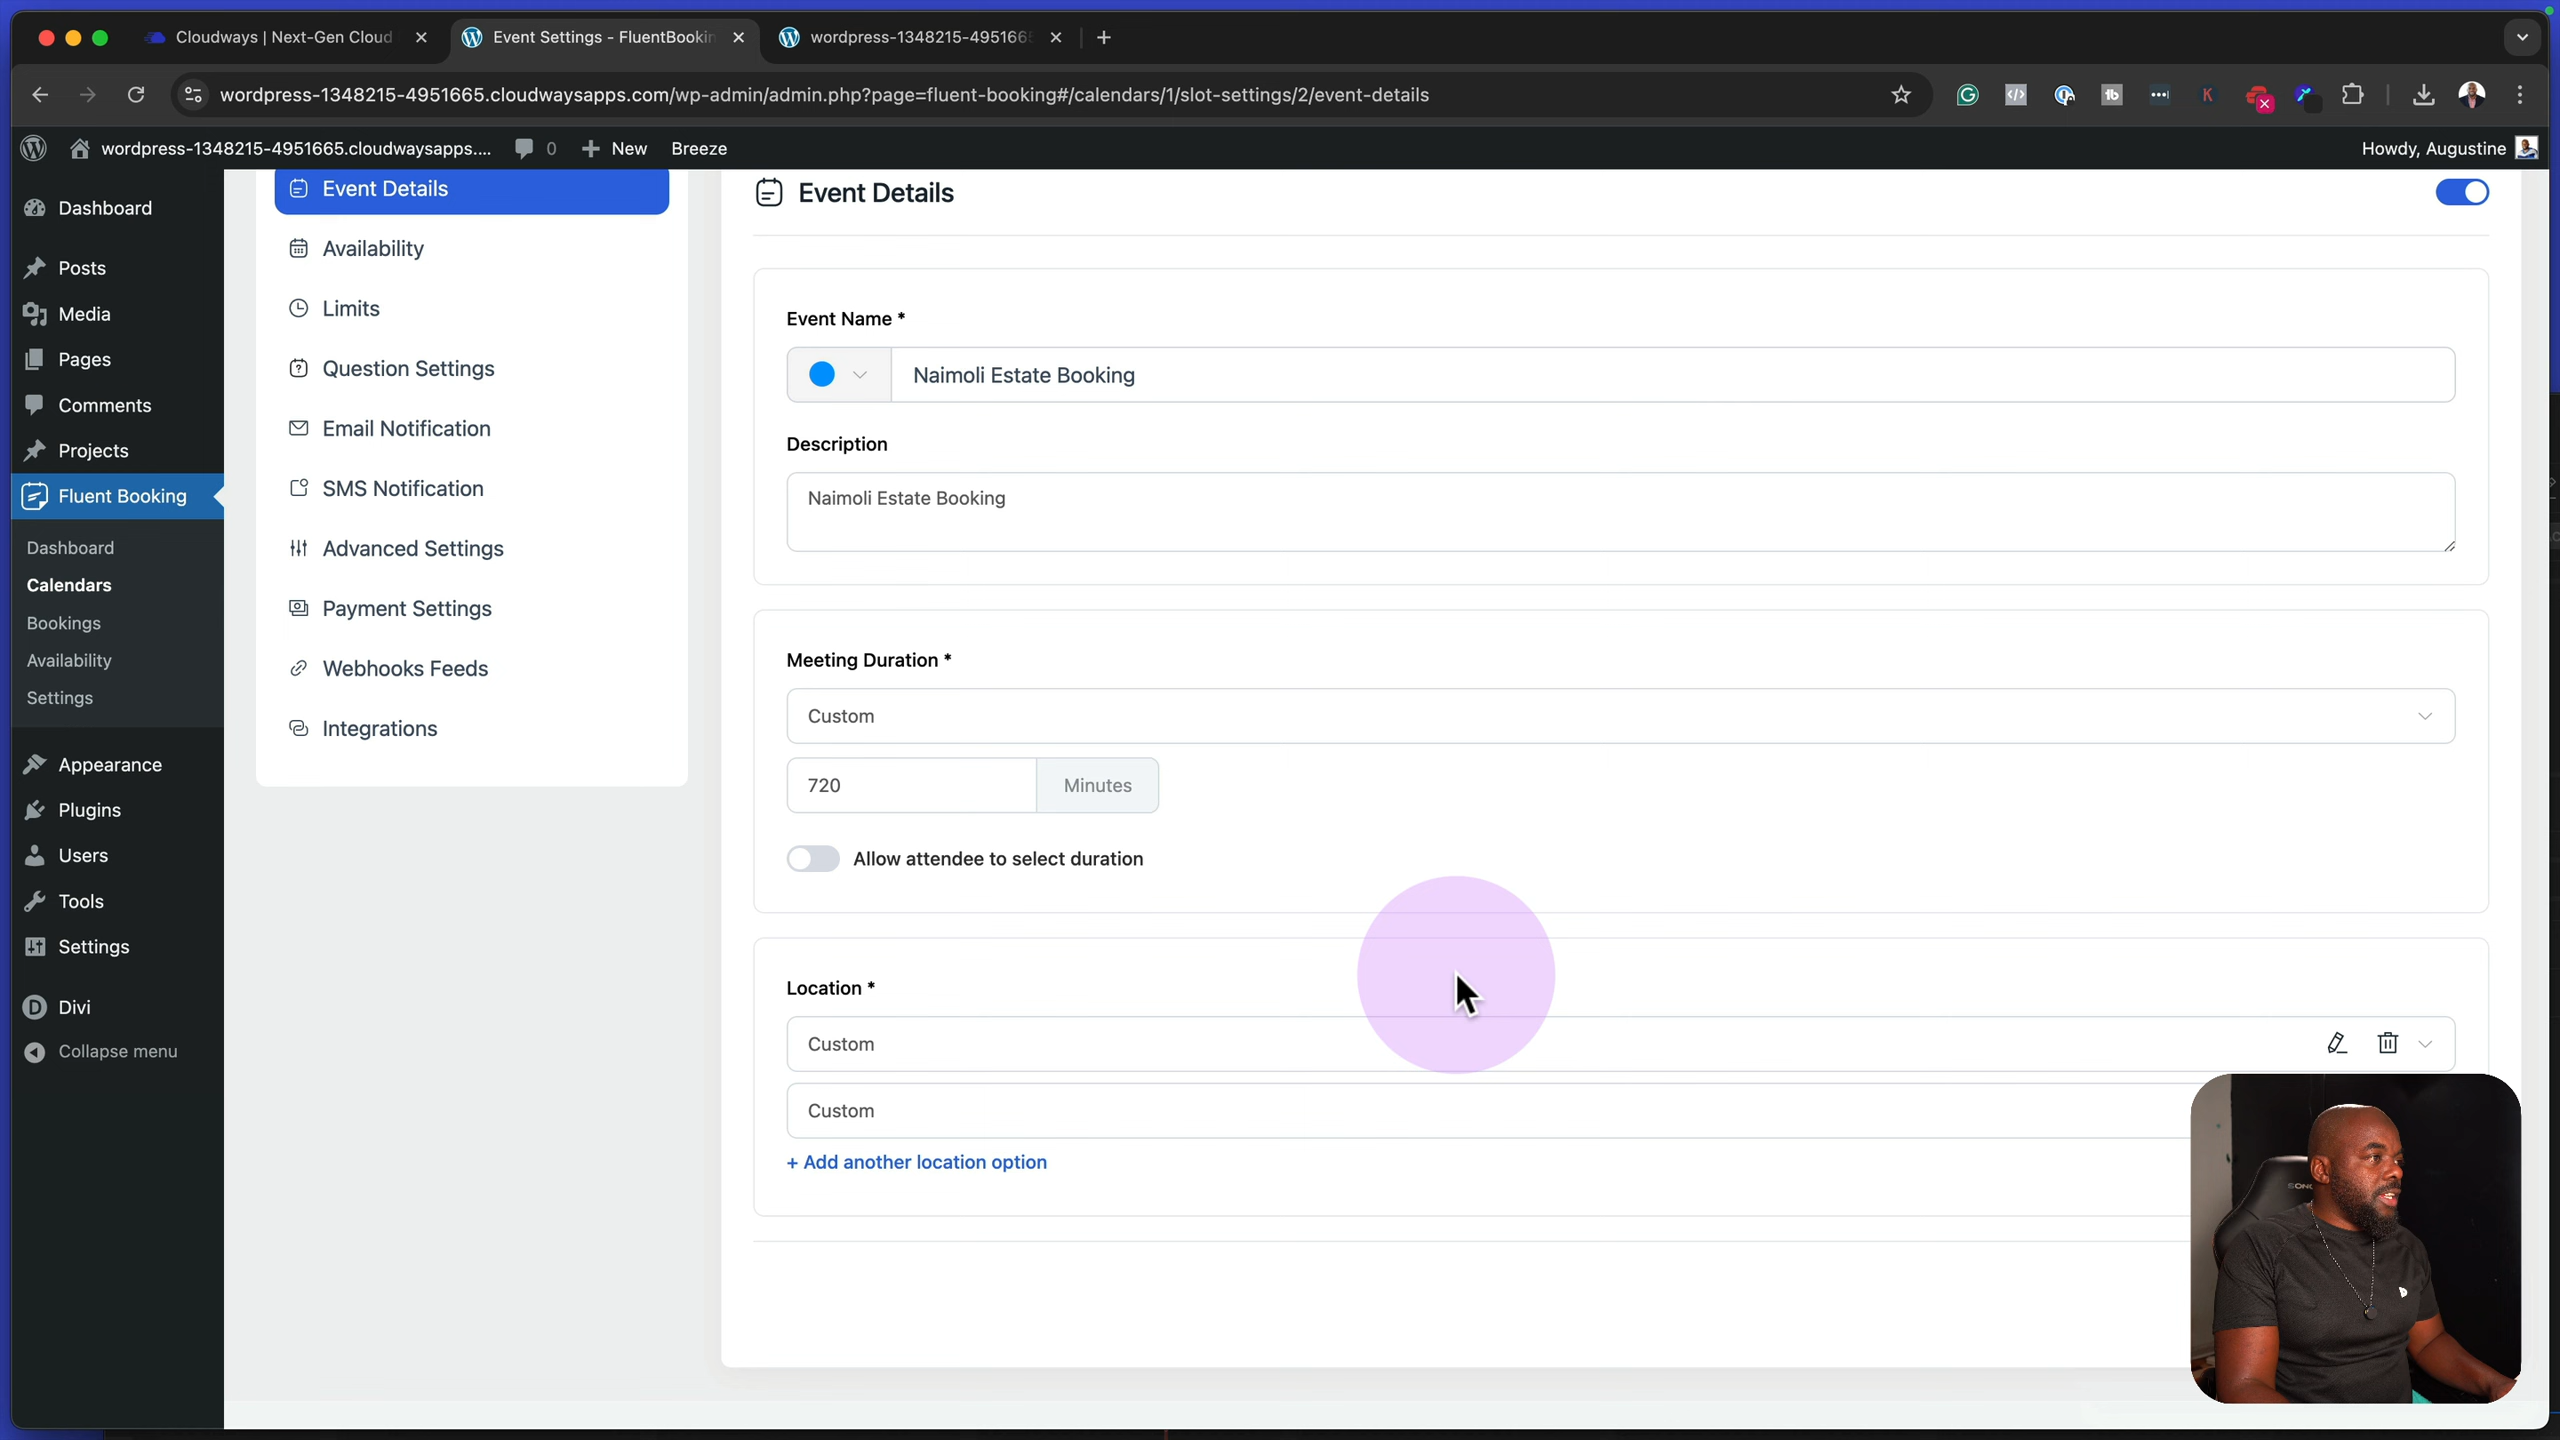 Cloudways | Next-Gen Cloud
Event Settings - FluentBookin
wordpress-1348215-495166
wordpress-1348215-4951665.cloudwaysapps.com/wp-admin/admin.php?page=fluent-booking#/calendars/1/slot-settings/2/event-details
wordpress-1348215-4951665.cloudwaysapps....
0
New
Breeze
Howdy, Augustine
Dashboard
Posts
Media
Pages
Comments
Projects
Fluent Booking
Dashboard
Calendars
Bookings
Availability
Settings
Appearance
Plugins
Users
Tools
Settings
Divi
Collapse menu
Event Details
Availability
Limits
Question Settings
Email Notification
SMS Notification
Advanced Settings
Payment Settings
Webhooks Feeds
Integrations
Event Details
Event Name *
Naimoli Estate Booking
Description
Naimoli Estate Booking
Meeting Duration *
Custom
720 Minutes
Allow attendee to select duration
Location *
Custom
Custom
+ Add another location option